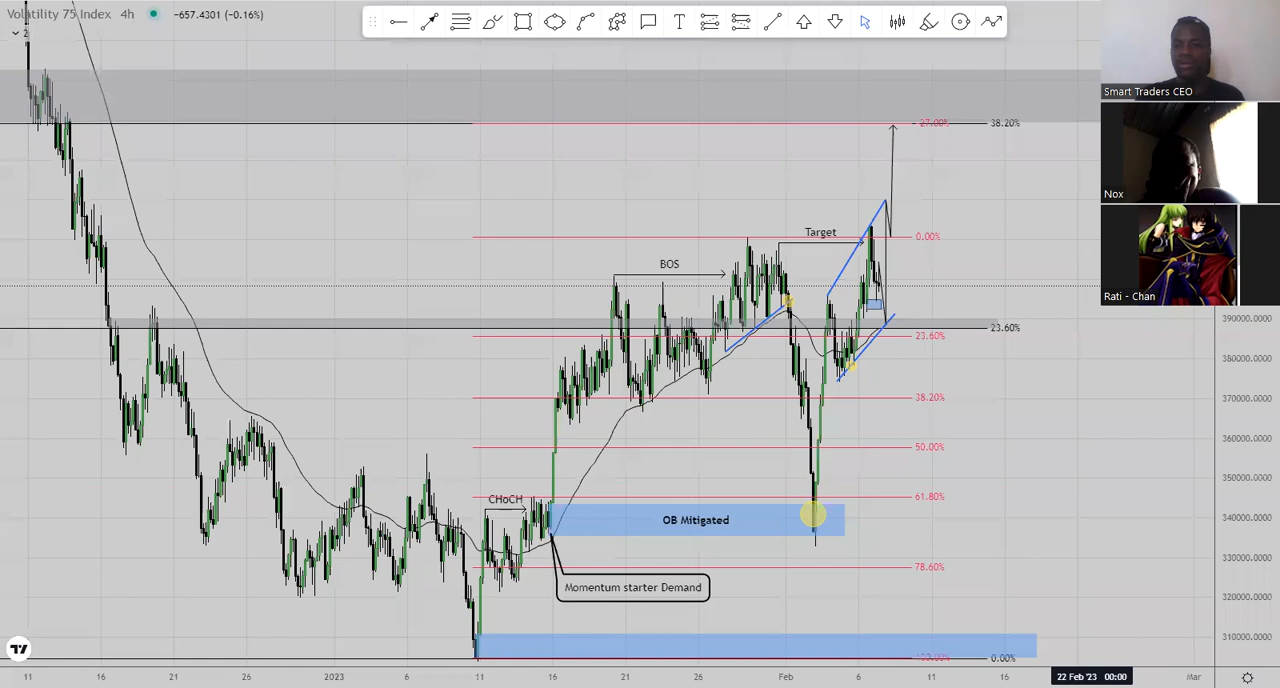 Volatility 75 Index 4h −657.4301 (−0.16%)
2
Smart Traders CEO
Nox
Rati - Chan
-27.00% 38.20%
Target
0.00%
BOS
23.60%
23.60%
38.20%
50.00%
CHoCH
61.80%
OB Mitigated
78.60%
Momentum starter Demand
100.00% 0.00%
390000.0000
380000.0000
370000.0000
360000.0000
350000.0000
340000.0000
330000.0000
320000.0000
310000.0000
11 16 21 26 2023 6 11 16 21 26 Feb 6 11 16 22 Feb '23 00:00 Mar